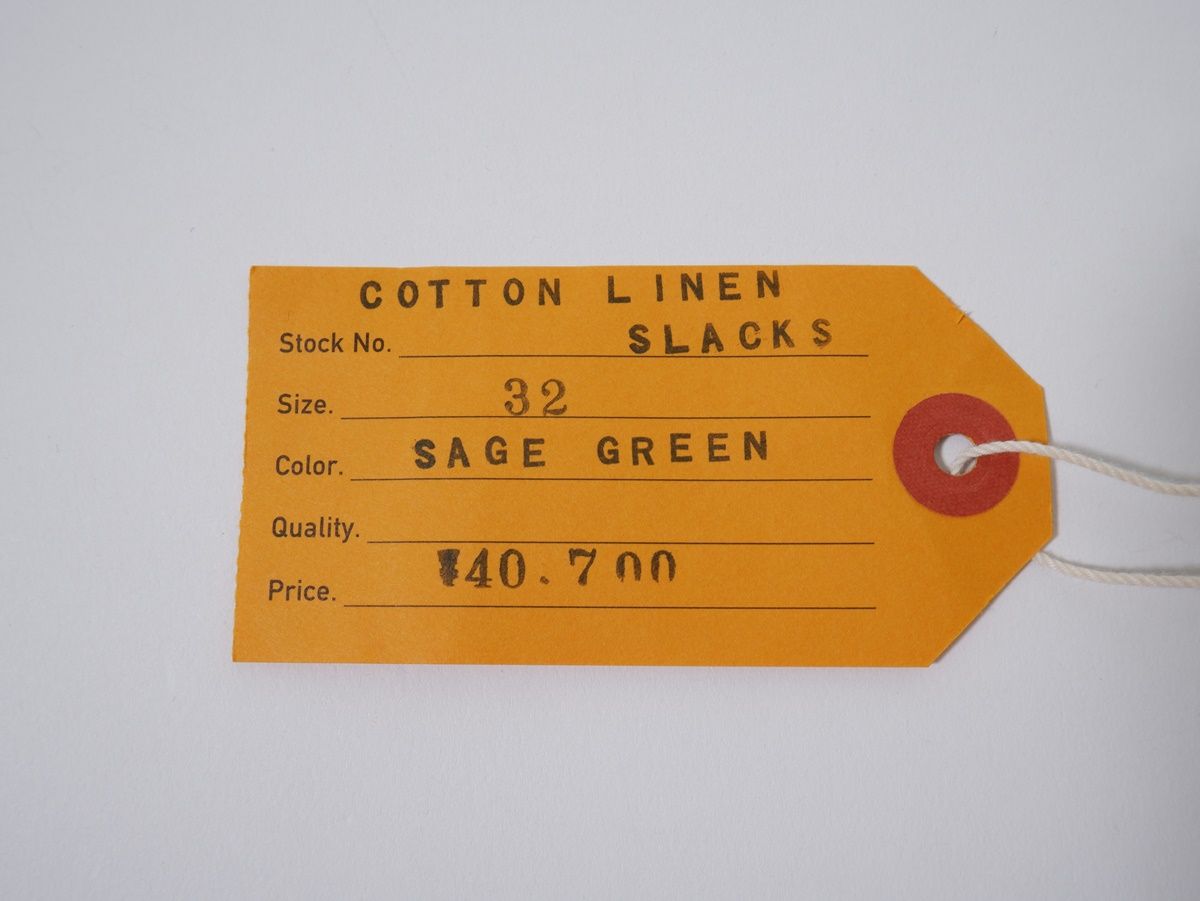 COTTON LINEN
Stock No. SLACKS
Size. 32
Color. SAGE GREEN
Quality.
Price. ¥40.700